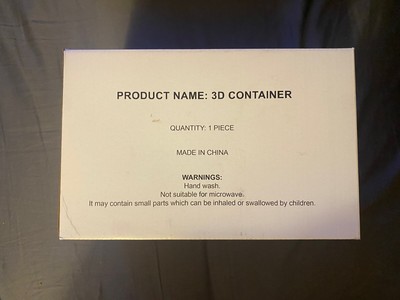 PRODUCT NAME: 3D CONTAINER
QUANTITY: 1 PIECE
MADE IN CHINA
WARNINGS:
Hand wash.
Not suitable for microwave.
It may contain small parts which can be inhaled or swallowed by children.